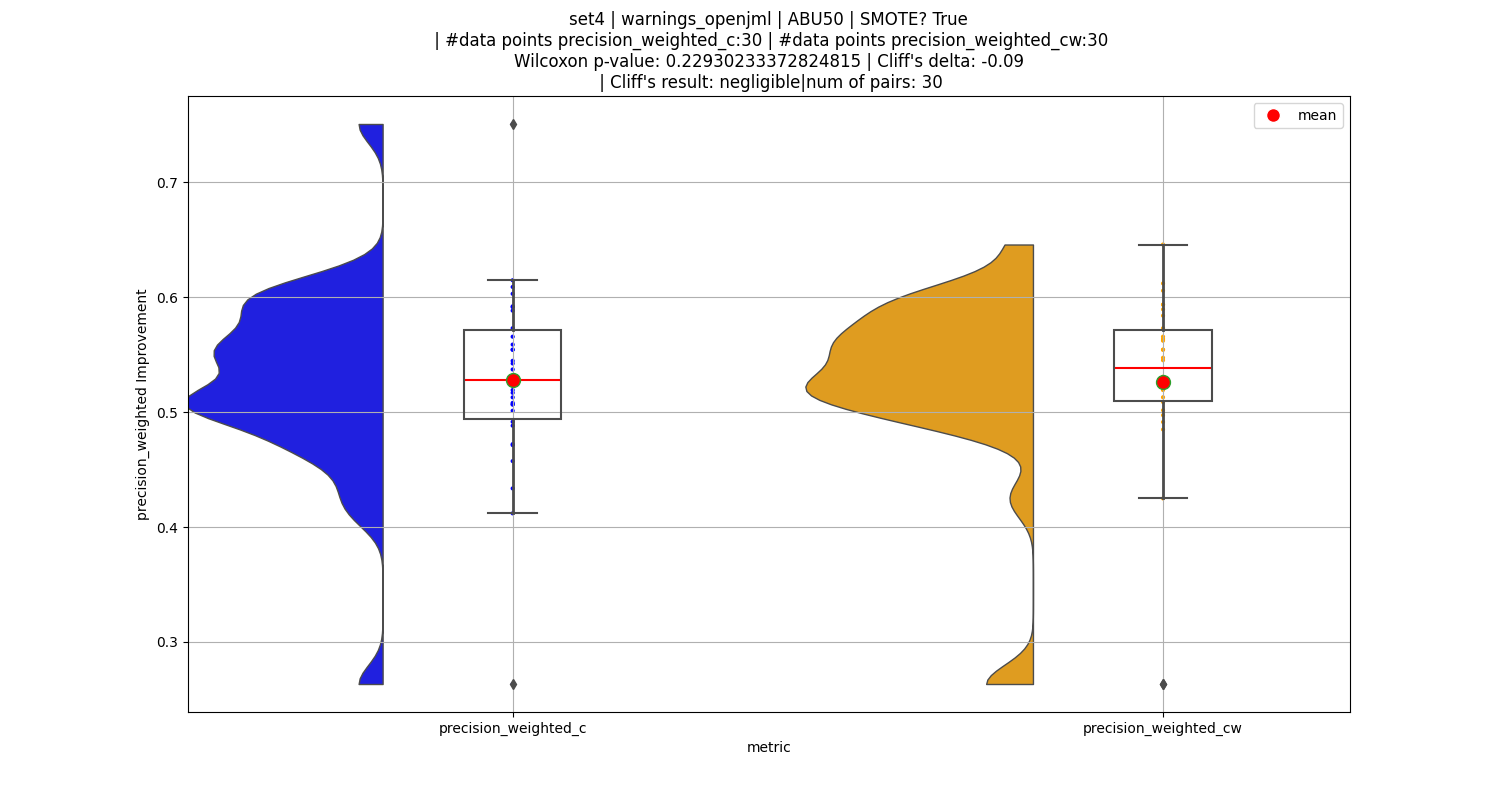 set4 | warnings_openjml | ABU50 | SMOTE? True
| #data points precision_weighted_c:30 | #data points precision_weighted_cw:30
Wilcoxon p-value: 0.22930233372824815 | Cliff's delta: -0.09
| Cliff's result: negligible|num of pairs: 30
mean
0.7
0.6
0.5
0.4
0.3
precision_weighted Improvement
precision_weighted_c
precision_weighted_cw
metric